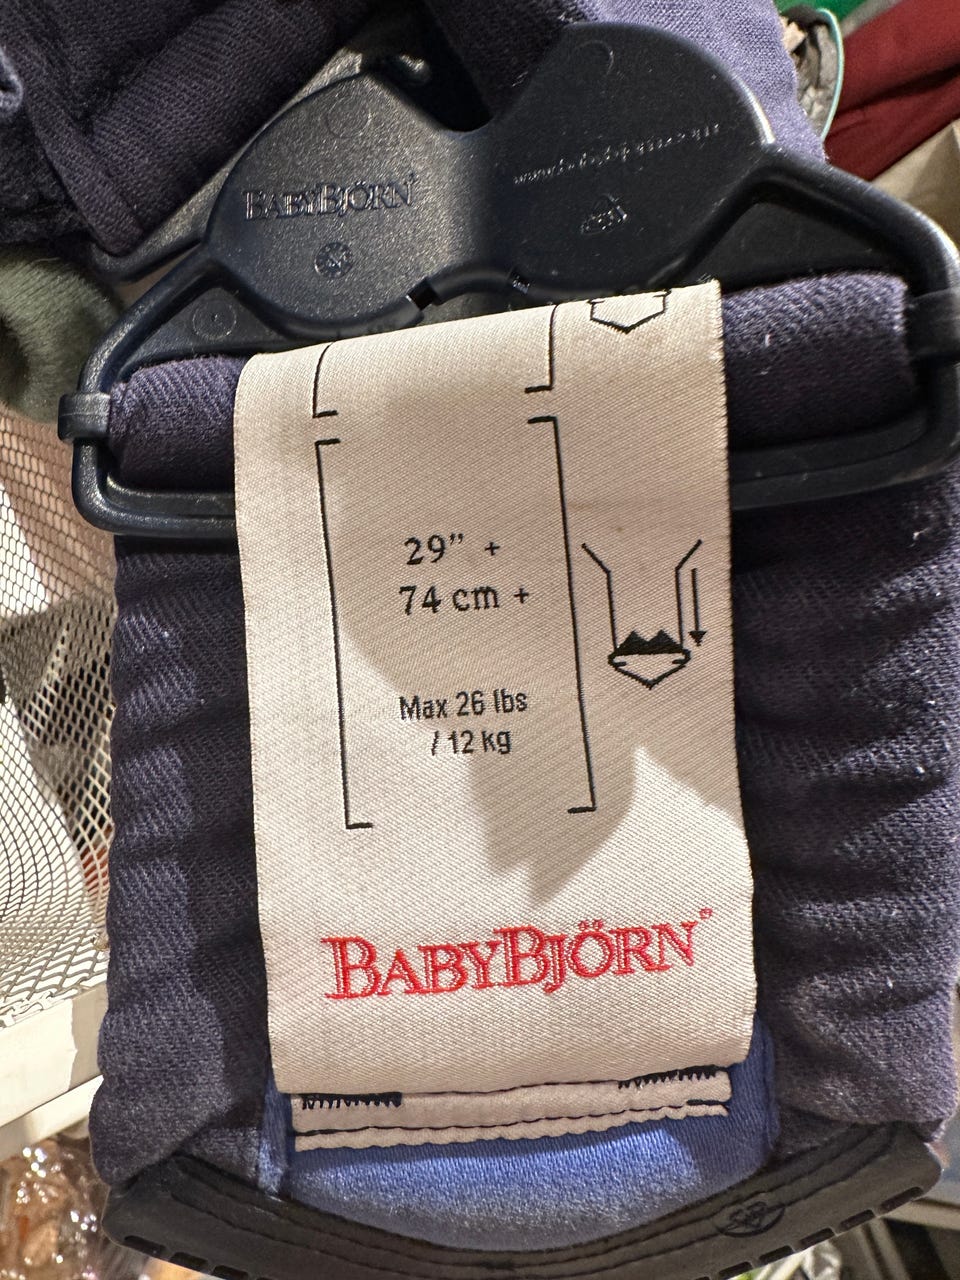 BABYBJÖRN®
29” +
74 cm +
Max 26 lbs
/ 12 kg
BABYBJÖRN®